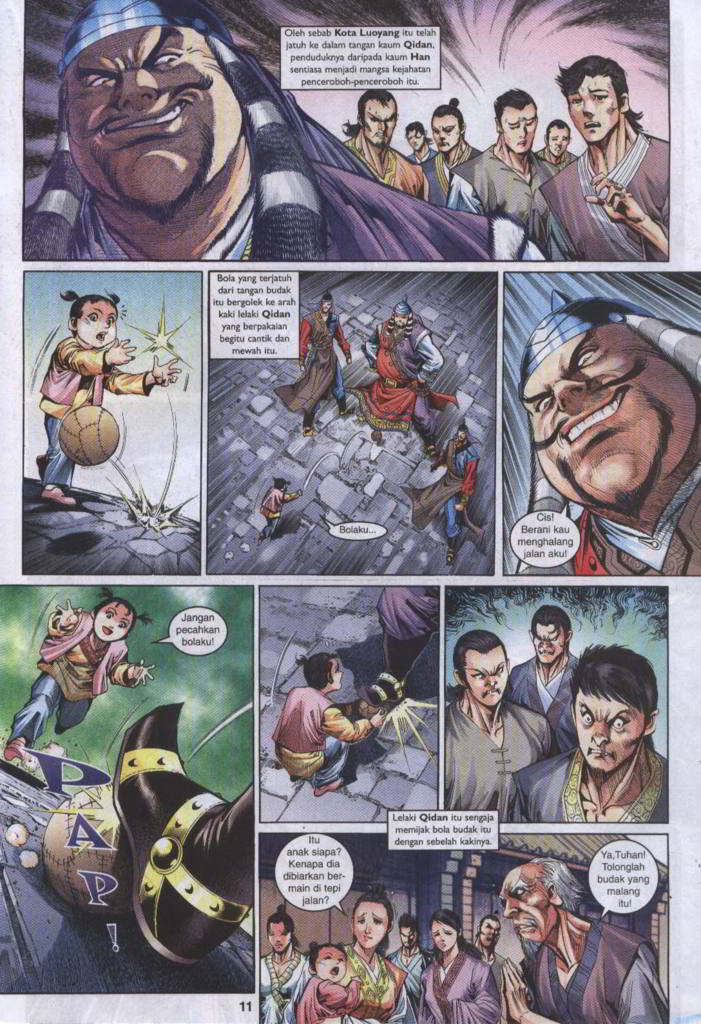 Oleh sebab Kota Luoyang itu telah
jatuh ke dalam tangan kaum Qidan,
penduduknya daripada kaum Han
sentiasa menjadi mangsa kejahatan
penceroboh-penceroboh itu.
Bola yang terjatuh
dari tangan budak
itu bergolek ke arah
kaki lelaki Qidan
yang berpakaian
begitu cantik dan
mewah itu.
Bolaku...
Cis!
Berani kau
menghalang
jalan aku!
Jangan
pecahkan
bolaku!
PAP!
Lelaki Qidan itu sengaja
memijak bola budak itu
dengan sebelah kakinya.
Itu
anak siapa?
Kenapa dia
dibiarkan ber-
main di tepi
jalan?
Ya,Tuhan!
Tolonglah
budak yang
malang
itu!
11